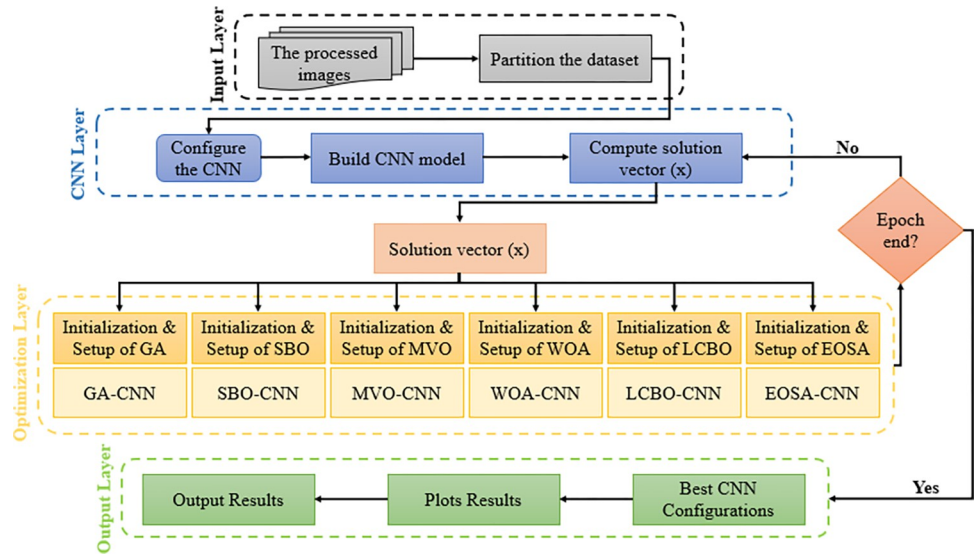 Input Layer
The processed
images
Partition the dataset
CNN Layer
Configure
the CNN
Build CNN model
Compute solution
vector (x)
No
Epoch
end?
Solution vector (x)
Optimization Layer
Initialization &
Setup of GA
Initialization &
Setup of SBO
Initialization &
Setup of MVO
Initialization &
Setup of WOA
Initialization &
Setup of LCBO
Initialization &
Setup of EOSA
GA-CNN
SBO-CNN
MVO-CNN
WOA-CNN
LCBO-CNN
EOSA-CNN
Output Layer
Output Results
Plots Results
Best CNN
Configurations
Yes